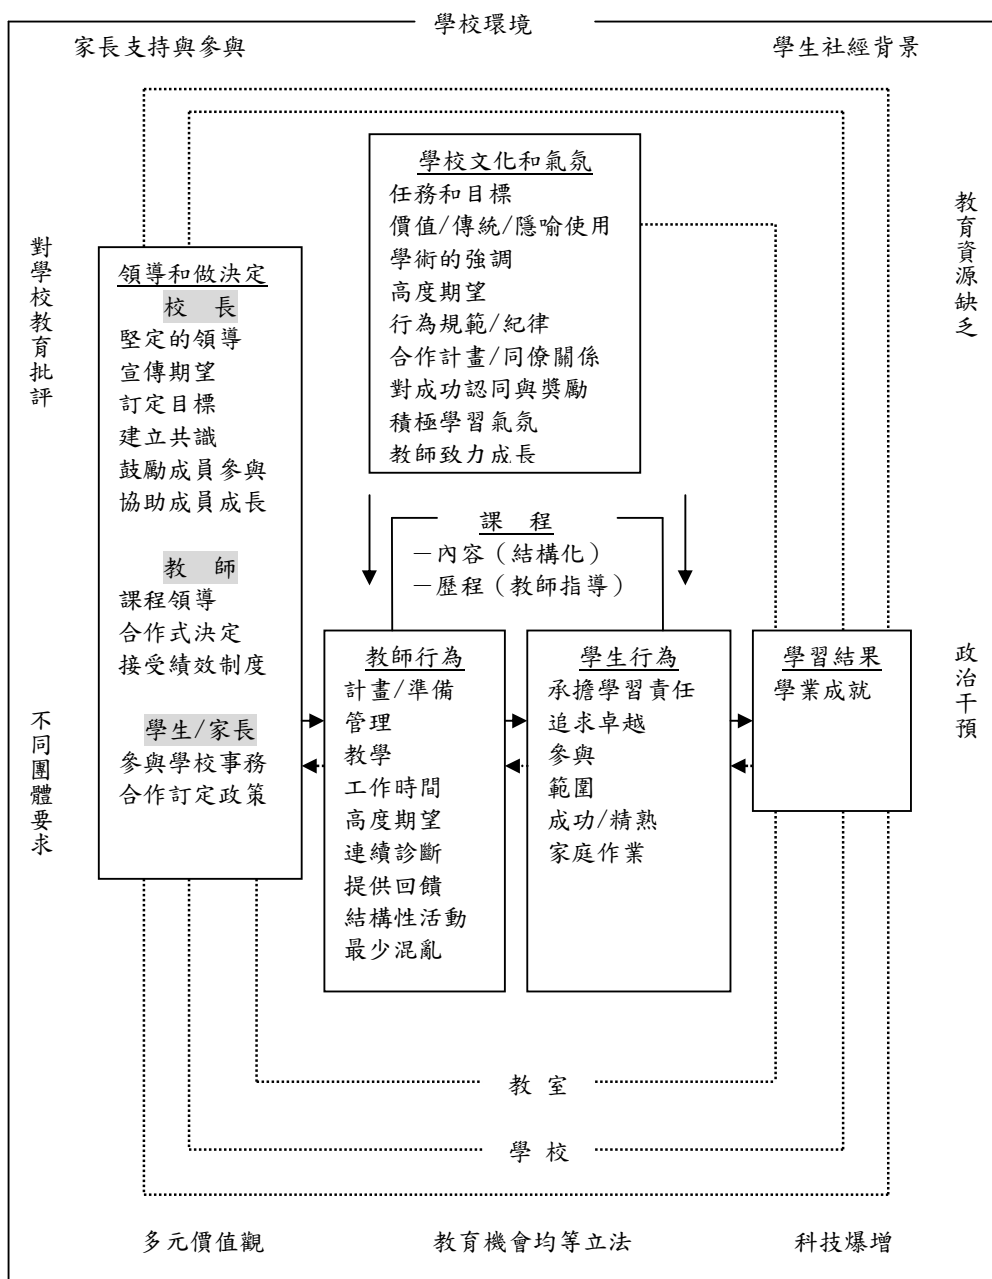 學校環境
家長支持與參與
學生社經背景
學校文化和氣氛
任務和目標
價值/傳統/隱喻使用
學術的強調
高度期望
行為規範/紀律
合作計畫/同僚關係
對成功認同與獎勵
積極學習氣氛
教師致力成長
對學校教育批評
教育資源缺乏
領導和做決定
校 長
堅定的領導
宣傳期望
訂定目標
建立共識
鼓勵成員參與
協助成員成長
教 師
課程領導
合作式決定
接受績效制度
學生/家長
參與學校事務
合作訂定政策
課 程
－內容（結構化）
－歷程（教師指導）
教師行為
計畫/準備
管理
教學
工作時間
高度期望
連續診斷
提供回饋
結構性活動
最少混亂
學生行為
承擔學習責任
追求卓越
參與
範圍
成功/精熟
家庭作業
學習結果
學業成就
不同團體要求
政治干預
教 室
學 校
多元價值觀
教育機會均等立法
科技爆增